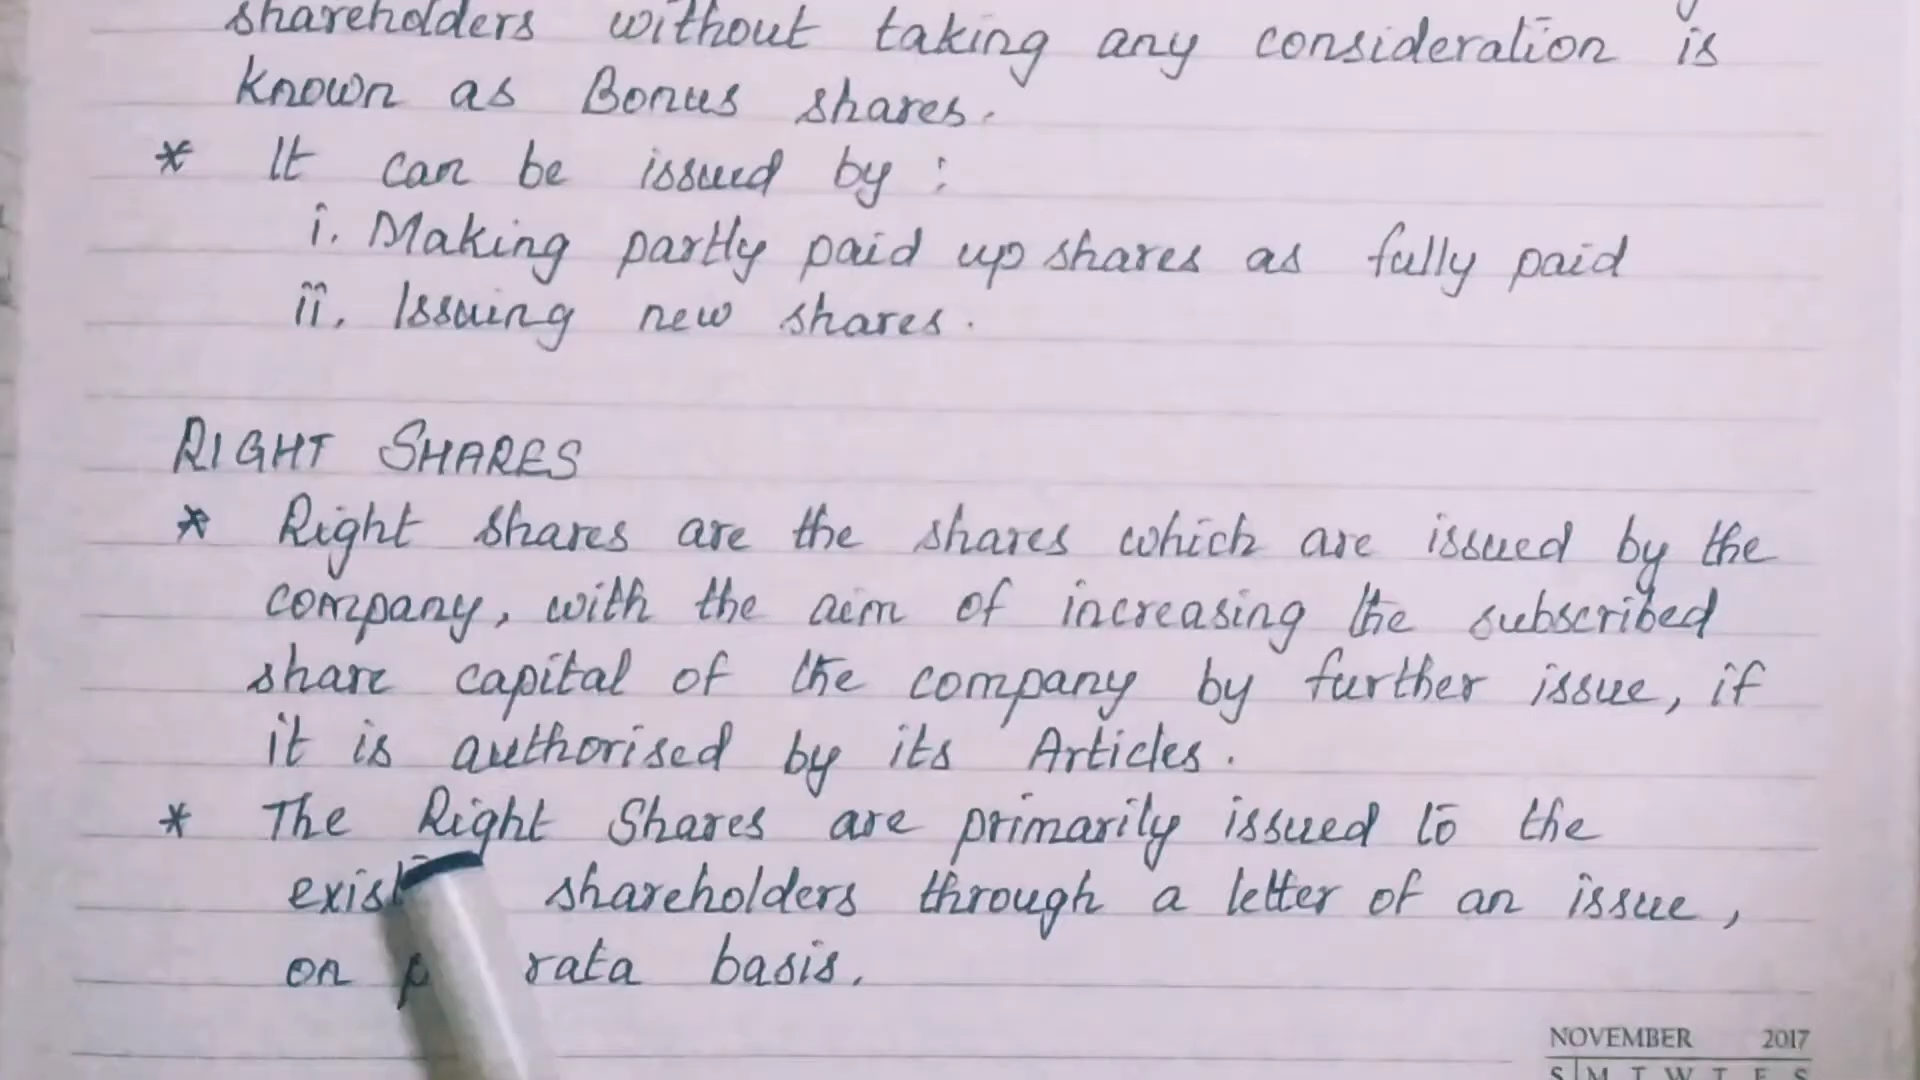 shareholders without taking any consideration is
known as Bonus shares.
* It can be issued by :
i. Making partly paid up shares as fully paid
ii. Issuing new shares.
RIGHT SHARES
* Right shares are the shares which are issued by the
company, with the aim of increasing the subscribed
share capital of the company by further issue, if
it is authorised by its Articles.
* The Right Shares are primarily issued to the
shareholders through a letter of an issue,
on rata basis.
NOVEMBER 2017
S M T W T F S